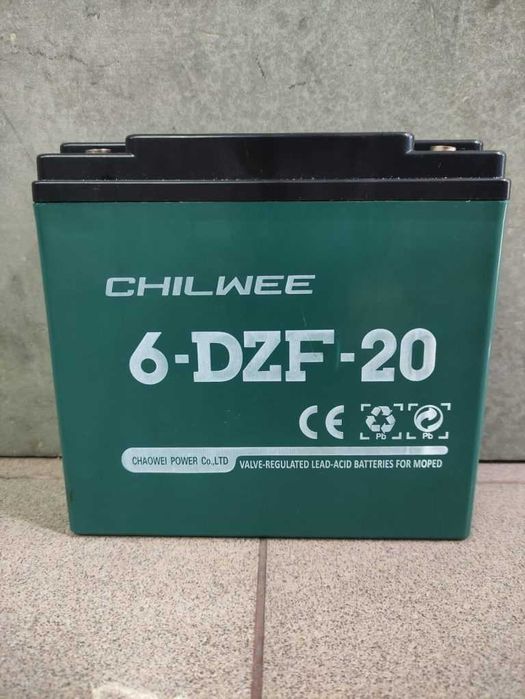 CHILWEE
6-DZF-20
CE Pb Pb
CHAOWEI POWER Co.,LTD VALVE-REGULATED LEAD-ACID BATTERIES FOR MOPED